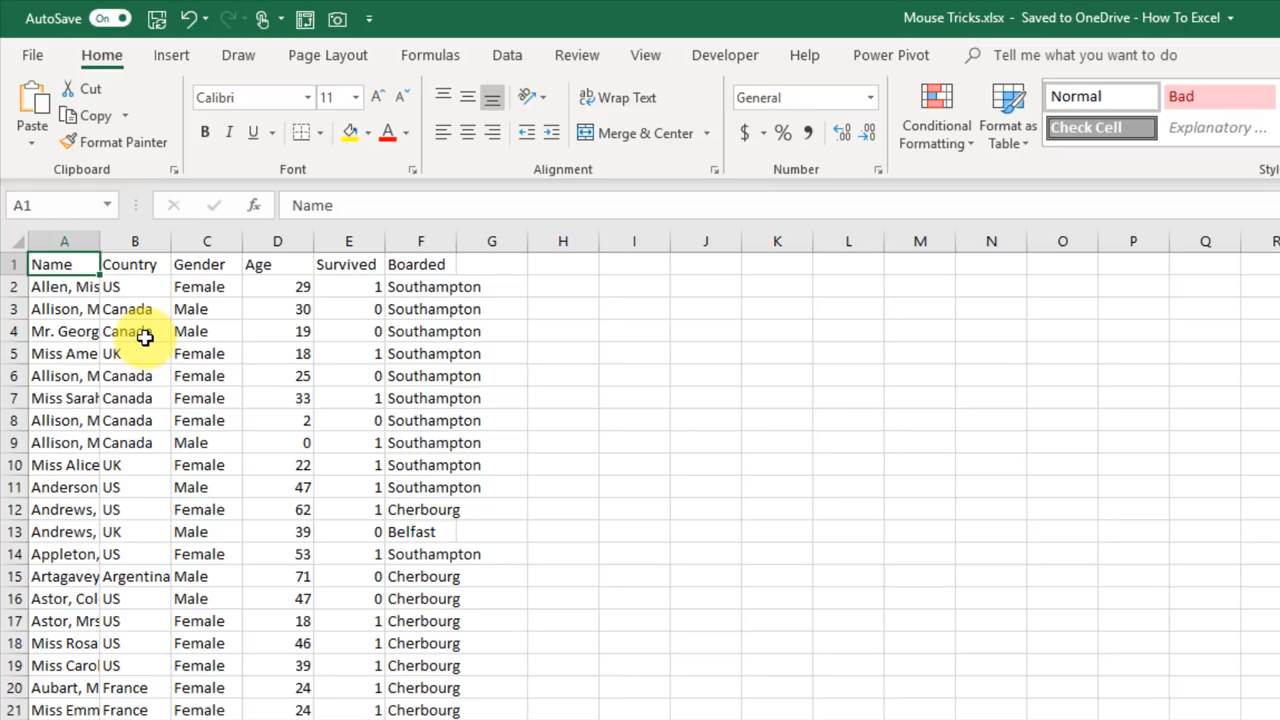 AutoSave On Mouse Tricks.xlsx - Saved to OneDrive - How To Excel
File Home Insert Draw Page Layout Formulas Data Review View Developer Help Power Pivot Tell me what you want to do
Paste Cut Copy Format Painter
Clipboard
Calibri 11
B I U A
Font
Wrap Text
Merge & Center
Alignment
General
$ % ,
Number
Conditional Formatting
Format as Table
Normal Bad
Check Cell Explanatory ...
Styl
A1 fx Name
A B C D E F G H I J K L M N O P Q R
1 Name Country Gender Age Survived Boarded
2 Allen, Mis US Female 29 1 Southampton
3 Allison, M Canada Male 30 0 Southampton
4 Mr. Georg Canada Male 19 0 Southampton
5 Miss Ame UK Female 18 1 Southampton
6 Allison, M Canada Female 25 0 Southampton
7 Miss Sarah Canada Female 33 1 Southampton
8 Allison, M Canada Female 2 0 Southampton
9 Allison, M Canada Male 0 1 Southampton
10 Miss Alice UK Female 22 1 Southampton
11 Anderson, US Male 47 1 Southampton
12 Andrews, US Female 62 1 Cherbourg
13 Andrews, UK Male 39 0 Belfast
14 Appleton, US Female 53 1 Southampton
15 Artagavey Argentina Male 71 0 Cherbourg
16 Astor, Col US Male 47 0 Cherbourg
17 Astor, Mrs US Female 18 1 Cherbourg
18 Miss Rosa US Female 46 1 Cherbourg
19 Miss Carol US Female 39 1 Cherbourg
20 Aubart, M France Female 24 1 Cherbourg
21 Miss Emm France Female 24 1 Cherbourg